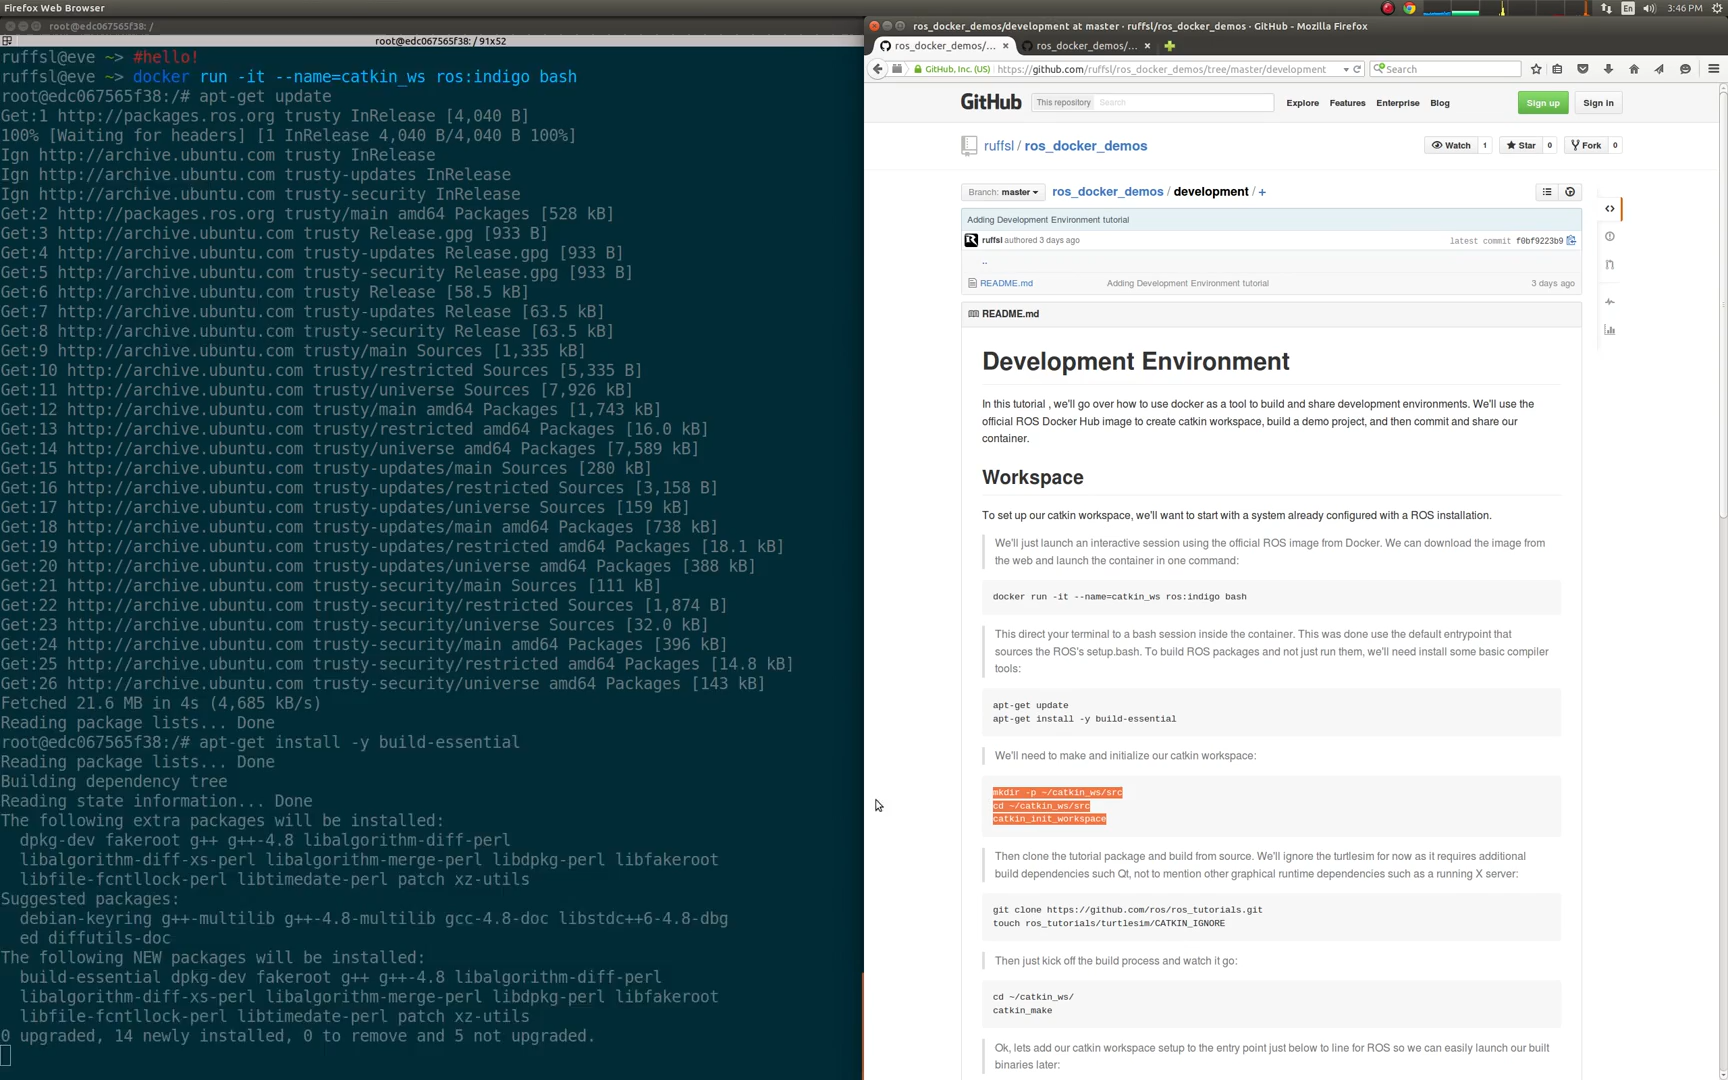 Firefox Web Browser
En
3:46 PM
root@edc067565f38: /
root@edc067565f38: / 91x52
ruffsl@eve ~> #hello!
ruffsl@eve ~> docker run -it --name=catkin_ws ros:indigo bash
root@edc067565f38:/# apt-get update
Get:1 http://packages.ros.org trusty InRelease [4,040 B]
100% [Waiting for headers] [1 InRelease 4,040 B/4,040 B 100%]
Ign http://archive.ubuntu.com trusty InRelease
Ign http://archive.ubuntu.com trusty-updates InRelease
Ign http://archive.ubuntu.com trusty-security InRelease
Get:2 http://packages.ros.org trusty/main amd64 Packages [528 kB]
Get:3 http://archive.ubuntu.com trusty Release.gpg [933 B]
Get:4 http://archive.ubuntu.com trusty-updates Release.gpg [933 B]
Get:5 http://archive.ubuntu.com trusty-security Release.gpg [933 B]
Get:6 http://archive.ubuntu.com trusty Release [58.5 kB]
Get:7 http://archive.ubuntu.com trusty-updates Release [63.5 kB]
Get:8 http://archive.ubuntu.com trusty-security Release [63.5 kB]
Get:9 http://archive.ubuntu.com trusty/main Sources [1,335 kB]
Get:10 http://archive.ubuntu.com trusty/restricted Sources [5,335 B]
Get:11 http://archive.ubuntu.com trusty/universe Sources [7,926 kB]
Get:12 http://archive.ubuntu.com trusty/main amd64 Packages [1,743 kB]
Get:13 http://archive.ubuntu.com trusty/restricted amd64 Packages [16.0 kB]
Get:14 http://archive.ubuntu.com trusty/universe amd64 Packages [7,589 kB]
Get:15 http://archive.ubuntu.com trusty-updates/main Sources [280 kB]
Get:16 http://archive.ubuntu.com trusty-updates/restricted Sources [3,158 B]
Get:17 http://archive.ubuntu.com trusty-updates/universe Sources [159 kB]
Get:18 http://archive.ubuntu.com trusty-updates/main amd64 Packages [738 kB]
Get:19 http://archive.ubuntu.com trusty-updates/restricted amd64 Packages [18.1 kB]
Get:20 http://archive.ubuntu.com trusty-updates/universe amd64 Packages [388 kB]
Get:21 http://archive.ubuntu.com trusty-security/main Sources [111 kB]
Get:22 http://archive.ubuntu.com trusty-security/restricted Sources [1,874 B]
Get:23 http://archive.ubuntu.com trusty-security/universe Sources [32.0 kB]
Get:24 http://archive.ubuntu.com trusty-security/main amd64 Packages [396 kB]
Get:25 http://archive.ubuntu.com trusty-security/restricted amd64 Packages [14.8 kB]
Get:26 http://archive.ubuntu.com trusty-security/universe amd64 Packages [143 kB]
Fetched 21.6 MB in 4s (4,685 kB/s)
Reading package lists... Done
root@edc067565f38:/# apt-get install -y build-essential
Reading package lists... Done
Building dependency tree
Reading state information... Done
The following extra packages will be installed:
dpkg-dev fakeroot g++ g++-4.8 libalgorithm-diff-perl
libalgorithm-diff-xs-perl libalgorithm-merge-perl libdpkg-perl libfakeroot
libfile-fcntllock-perl libtimedate-perl patch xz-utils
Suggested packages:
debian-keyring g++-multilib g++-4.8-multilib gcc-4.8-doc libstdc++6-4.8-dbg
ed diffutils-doc
The following NEW packages will be installed:
build-essential dpkg-dev fakeroot g++ g++-4.8 libalgorithm-diff-perl
libalgorithm-diff-xs-perl libalgorithm-merge-perl libdpkg-perl libfakeroot
libfile-fcntllock-perl libtimedate-perl patch xz-utils
0 upgraded, 14 newly installed, 0 to remove and 5 not upgraded.
ros_docker_demos/development at master · ruffsl/ros_docker_demos · GitHub - Mozilla Firefox
ros_docker_demos/... × ros_docker_demos/... ×
GitHub, Inc. (US) https://github.com/ruffsl/ros_docker_demos/tree/master/development Search
GitHub This repository Search Explore Features Enterprise Blog Sign up Sign in
ruffsl / ros_docker_demos Watch 1 Star 0 Fork 0
Branch: master ros_docker_demos / development / +
Adding Development Environment tutorial
ruffsl authored 3 days ago latest commit f0bf9223b9
..
README.md Adding Development Environment tutorial 3 days ago
README.md
Development Environment
In this tutorial , we'll go over how to use docker as a tool to build and share development environments. We'll use the
official ROS Docker Hub image to create catkin workspace, build a demo project, and then commit and share our
container.
Workspace
To set up our catkin workspace, we'll want to start with a system already configured with a ROS installation.
We'll just launch an interactive session using the official ROS image from Docker. We can download the image from
the web and launch the container in one command:
docker run -it --name=catkin_ws ros:indigo bash
This direct your terminal to a bash session inside the container. This was done use the default entrypoint that
sources the ROS's setup.bash. To build ROS packages and not just run them, we'll need install some basic compiler
tools:
apt-get update
apt-get install -y build-essential
We'll need to make and initialize our catkin workspace:
mkdir -p ~/catkin_ws/src
cd ~/catkin_ws/src
catkin_init_workspace
Then clone the tutorial package and build from source. We'll ignore the turtlesim for now as it requires additional
build dependencies such Qt, not to mention other graphical runtime dependencies such as a running X server:
git clone https://github.com/ros/ros_tutorials.git
touch ros_tutorials/turtlesim/CATKIN_IGNORE
Then just kick off the build process and watch it go:
cd ~/catkin_ws/
catkin_make
Ok, lets add our catkin workspace setup to the entry point just below to line for ROS so we can easily launch our built
binaries later: